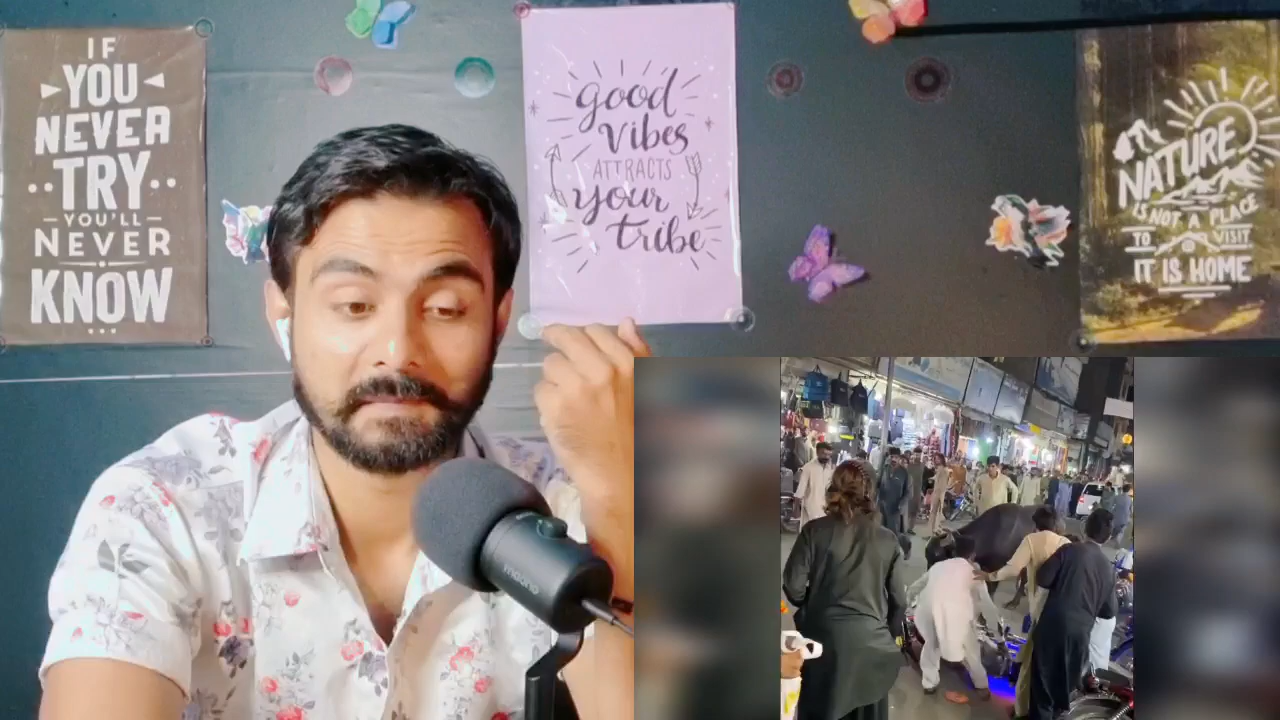 IF
YOU
NEVER
TRY
YOU'LL
NEVER
KNOW
good
vibes
ATTRACTS
your
tribe
NATURE
IS NOT A PLACE
TO VISIT
IT IS HOME
maono